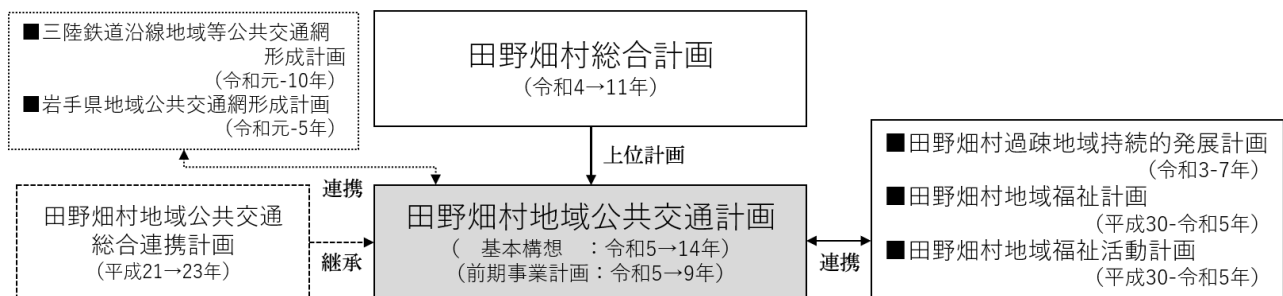 ■三陸鉄道沿線地域等公共交通網
形成計画
(令和元-10年)
■岩手県地域公共交通網形成計画
(令和元-5年)
田野畑村総合計画
(令和4→11年)
上位計画
連携
田野畑村地域公共交通
総合連携計画
(平成21→23年)
継承
田野畑村地域公共交通計画
( 基本構想 :令和5→14年)
(前期事業計画:令和5→9年)
連携
■田野畑村過疎地域持続的発展計画
(令和3-7年)
■田野畑村地域福祉計画
(平成30-令和5年)
■田野畑村地域福祉活動計画
(平成30-令和5年)